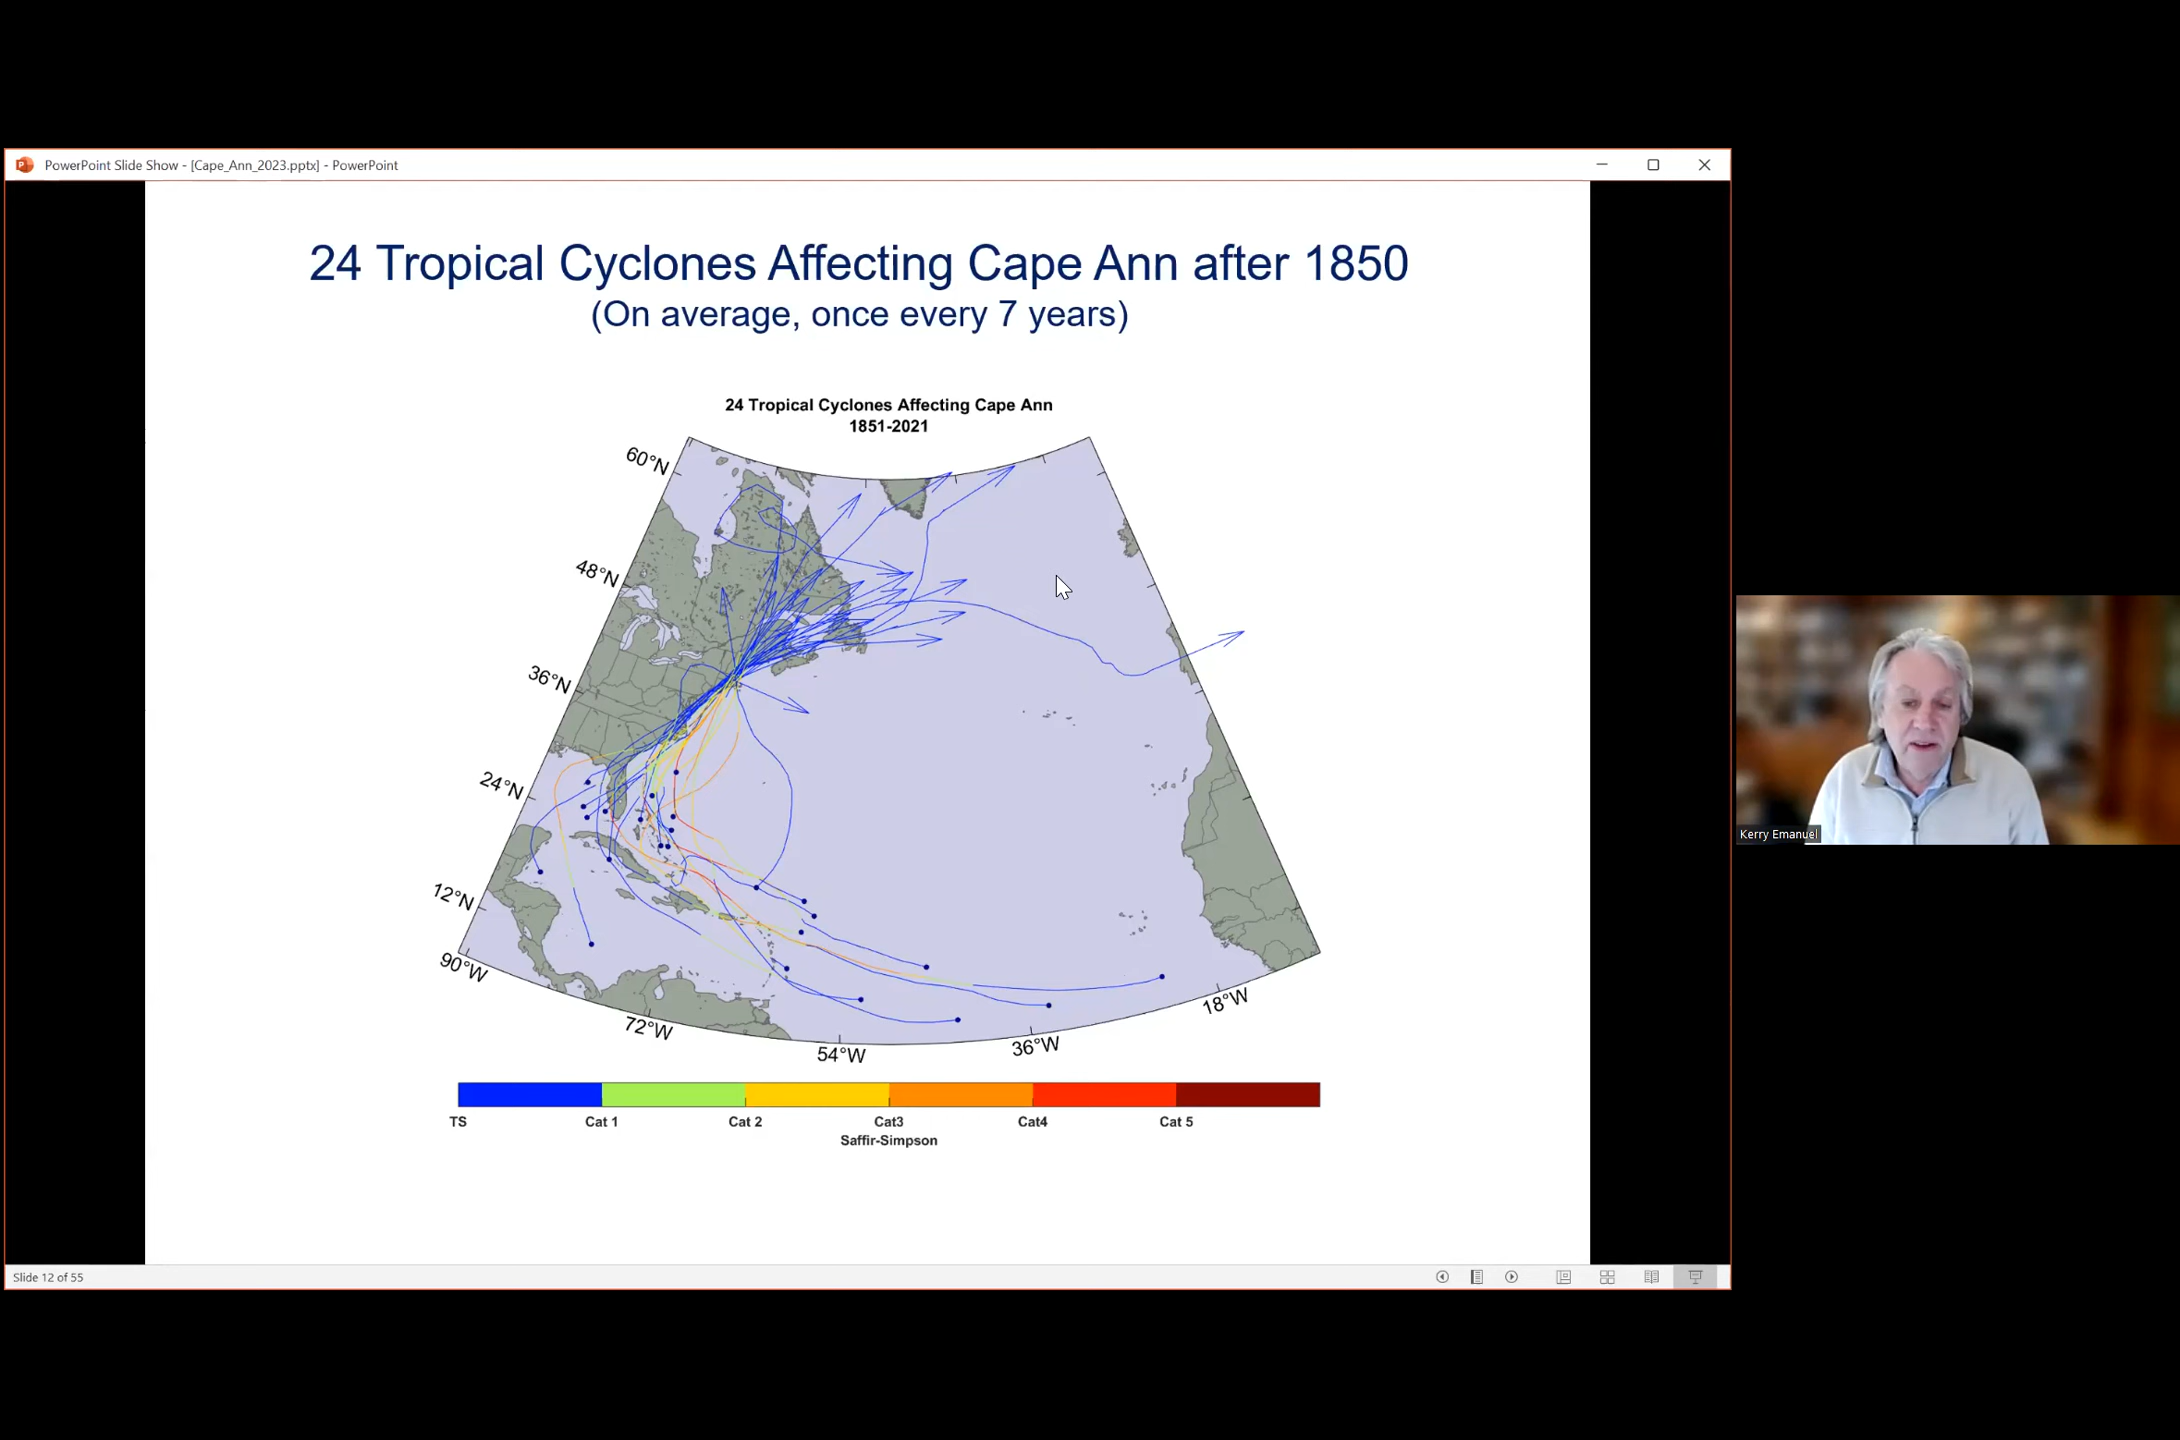 PowerPoint Slide Show - [Cape_Ann_2023.pptx] - PowerPoint
24 Tropical Cyclones Affecting Cape Ann after 1850
(On average, once every 7 years)
24 Tropical Cyclones Affecting Cape Ann
1851-2021
60°N
48°N
36°N
24°N
12°N
90°W
72°W
54°W
36°W
18°W
TS
Cat 1
Cat 2
Cat3
Cat4
Cat 5
Saffir-Simpson
Kerry Emanuel
Slide 12 of 55